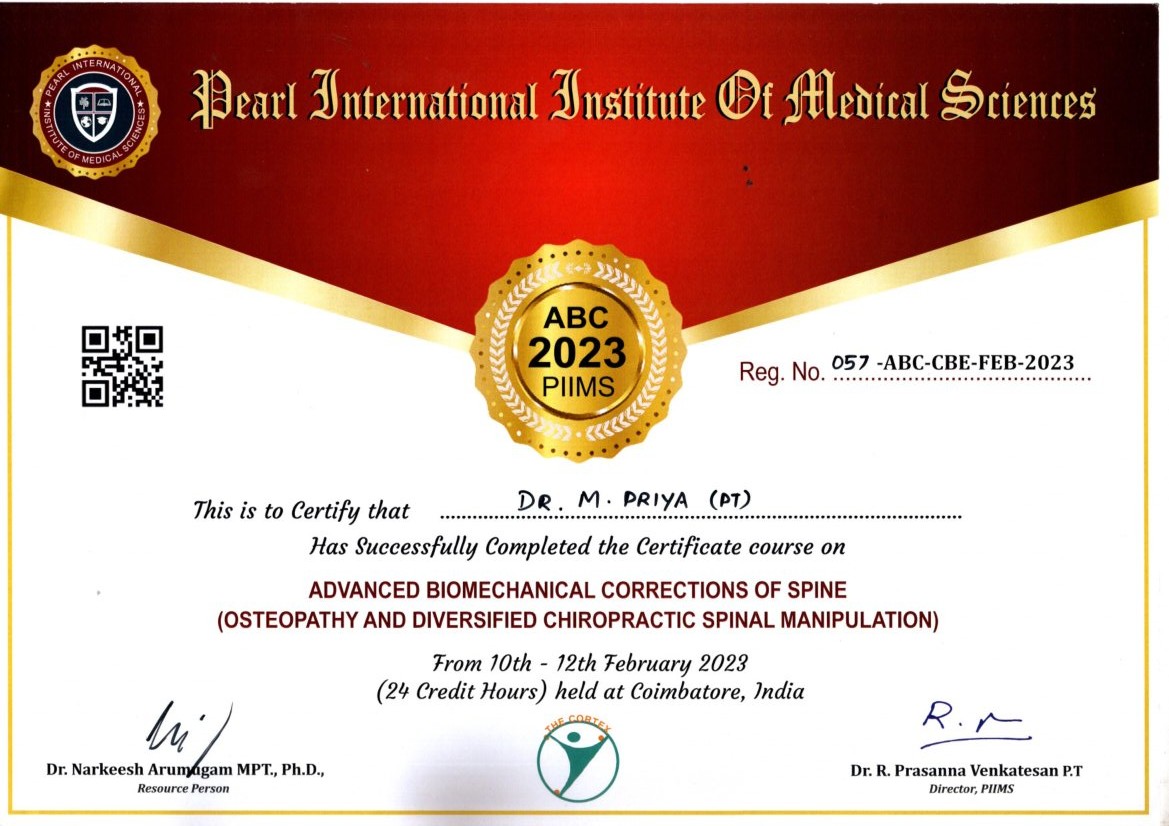 PEARL INTERNATIONAL
INSTITUTE OF MEDICAL SCIENCES
Pearl International Institute Of Medical Sciences
ABC
2023
PIIMS
Reg. No. 057 -ABC-CBE-FEB-2023
This is to Certify that DR. M. PRIYA (PT)
Has Successfully Completed the Certificate course on
ADVANCED BIOMECHANICAL CORRECTIONS OF SPINE
(OSTEOPATHY AND DIVERSIFIED CHIROPRACTIC SPINAL MANIPULATION)
From 10th - 12th February 2023
(24 Credit Hours) held at Coimbatore, India
THE CORTEX
Dr. Narkeesh Arumugam MPT., Ph.D.,
Resource Person
Dr. R. Prasanna Venkatesan P.T
Director, PIIMS